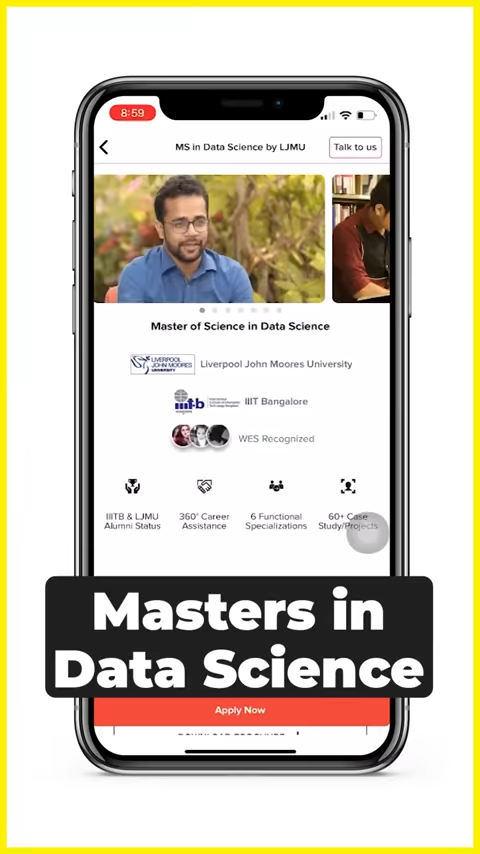 8:59
MS in Data Science by LJMU
Talk to us
Master of Science in Data Science
LIVERPOOL
JOHN MOORES
UNIVERSITY
Liverpool John Moores University
iiit-b
IIIT Bangalore
WES Recognized
IIITB & LJMU
Alumni Status
360° Career
Assistance
6 Functional
Specializations
60+ Case
Study/Projects
Masters in
Data Science
Apply Now